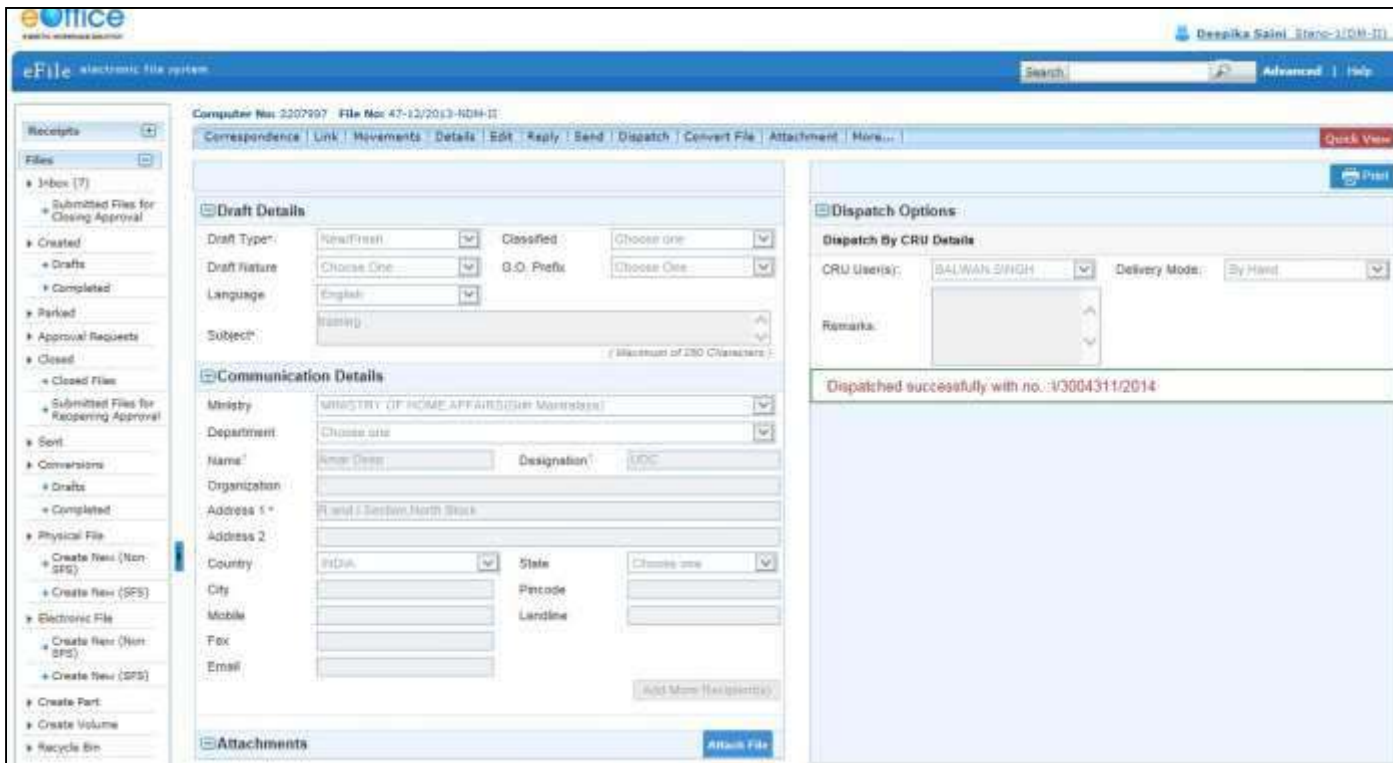 eOffice
Deepika Saini
eFile electronic file system
Search
Advanced | Help
Receipts
Files
Inbox (7)
Submitted Files for
Closing Approval
Created
Drafts
Completed
Parked
Approval Requests
Closed
Closed Files
Submitted Files for
Reopening Approval
Sent
Conversions
Drafts
Completed
Physical File
Create New (Non
SFS)
Create New (SFS)
Electronic File
Create New (Non
SFS)
Create New (SFS)
Create Part
Create Volume
Recycle Bin
Computer No: 2207997 File No: 47-12/2013-NDM-II
Correspondence | Link | Movements | Details | Edit | Reply | Send | Dispatch | Convert File | Attachment | More... |
Quick View
Draft Details
Draft Type*: New/Fresh Classified Choose one
Draft Nature Choose One G.O. Prefix Choose One
Language English
Subject*
( Maximum of 250 Characters )
Communication Details
Ministry MINISTRY OF HOME AFFAIRS
Department Choose one
Name* Amar Deep Designation* UDC
Organization
Address 1 * R and I Section, North Block
Address 2
Country INDIA State Choose one
City Pincode
Mobile Landline
Fax
Email
Add More Recipient(s)
Attachments
Attach File
Print
Dispatch Options
Dispatch By CRU Details
CRU User(s): BALWAN SINGH Delivery Mode: By Hand
Remarks:
Dispatched successfully with no. :I/3004311/2014